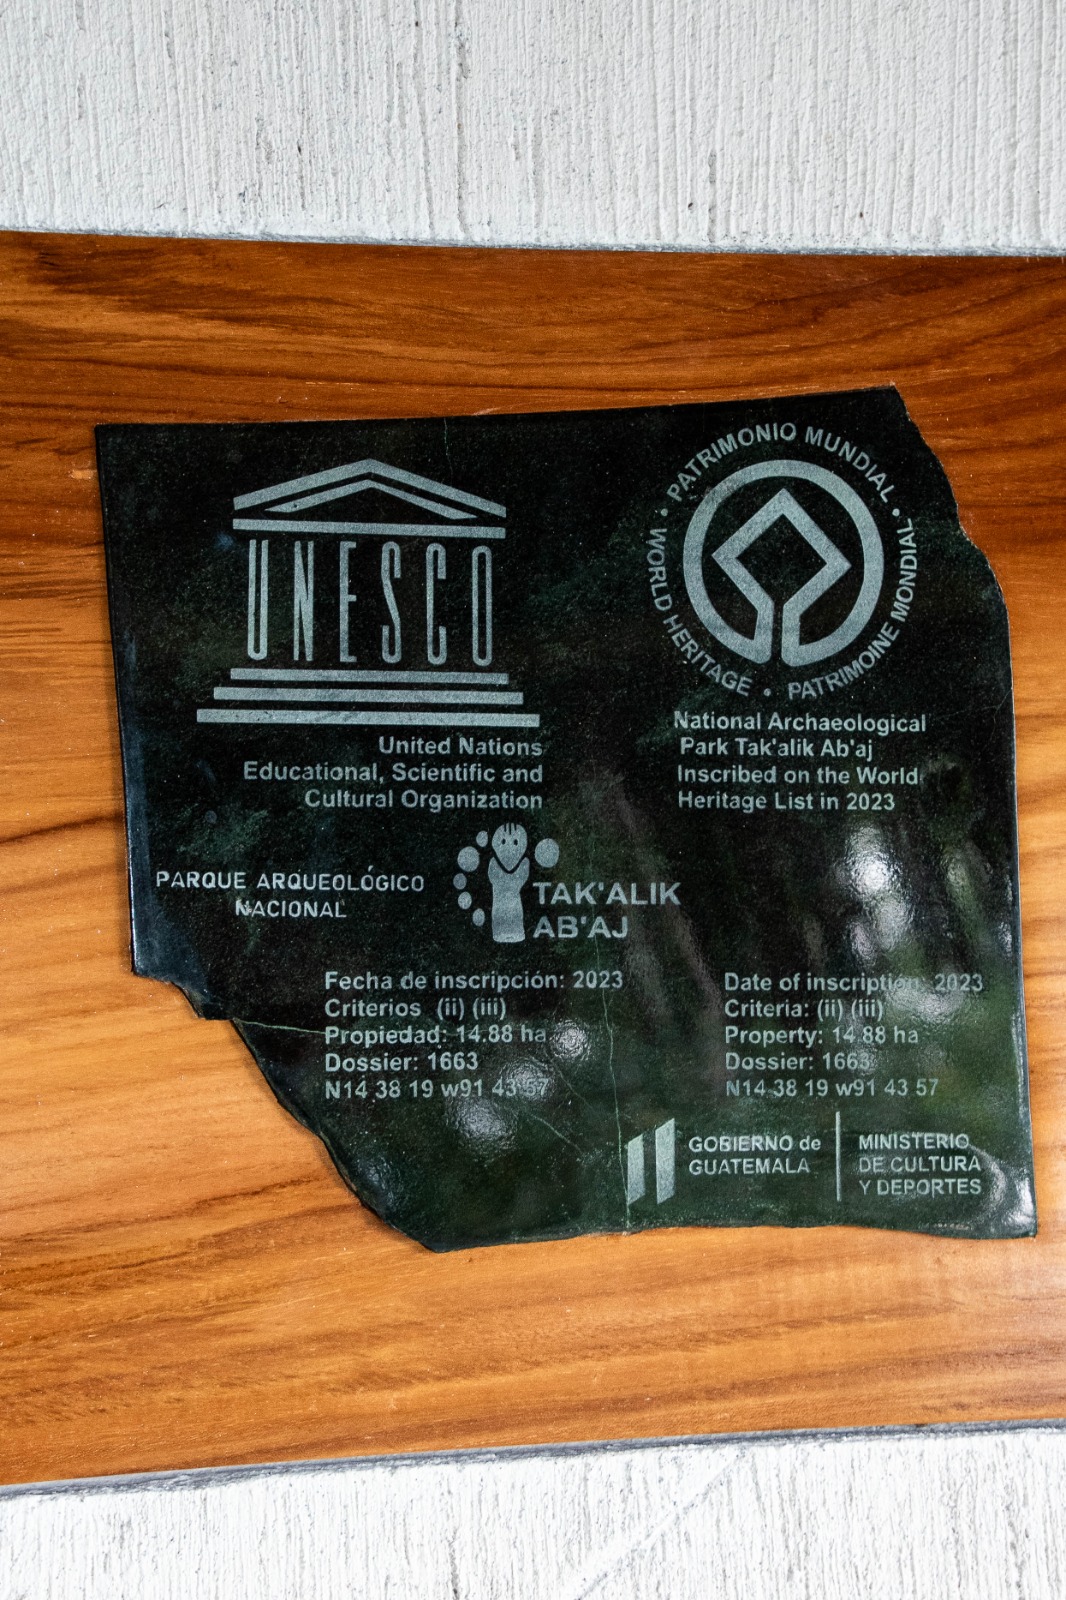 UNESCO
United Nations
Educational, Scientific and
Cultural Organization
PATRIMONIO MUNDIAL • WORLD HERITAGE • PATRIMOINE MONDIAL •
National Archaeological
Park Tak'alik Ab'aj
Inscribed on the World
Heritage List in 2023
PARQUE ARQUEOLÓGICO
NACIONAL
TAK'ALIK
AB'AJ
Fecha de inscripción: 2023
Criterios (ii) (iii)
Propiedad: 14.88 ha
Dossier: 1663
N14 38 19 w91 43 57
Date of inscription: 2023
Criteria: (ii) (iii)
Property: 14.88 ha
Dossier: 1663
N14 38 19 w91 43 57
GOBIERNO de
GUATEMALA
MINISTERIO
DE CULTURA
Y DEPORTES